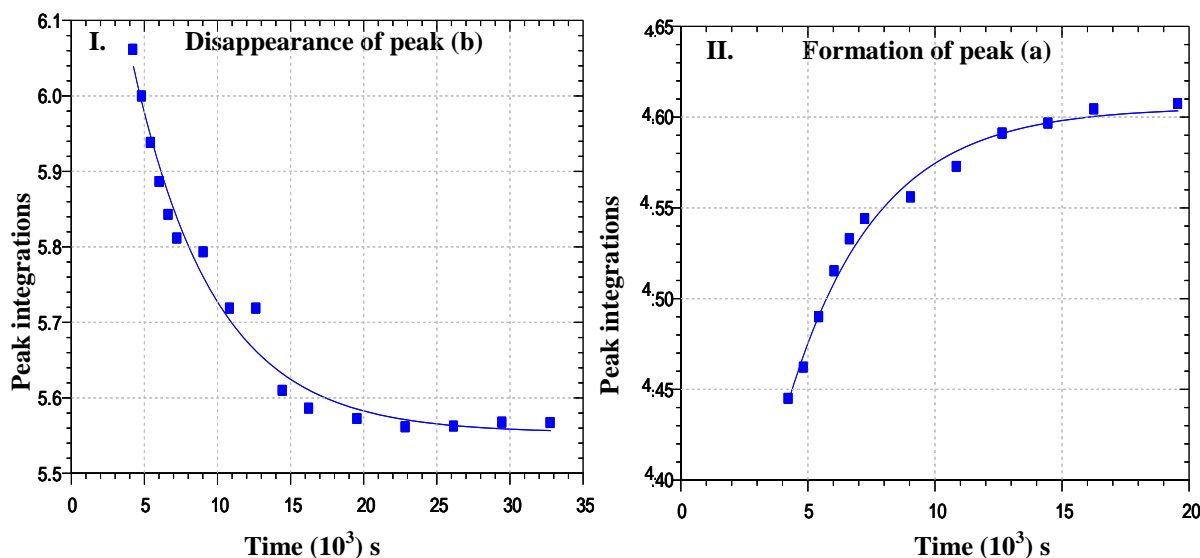 I. Disappearance of peak (b)
6.1
6.0
5.9
5.8
5.7
5.6
5.5
Peak integrations
0 5 10 15 20 25 30 35
Time (10³) s
II. Formation of peak (a)
4.65
4.60
4.55
4.50
4.45
4.40
Peak integrations
0 5 10 15 20
Time (10³) s